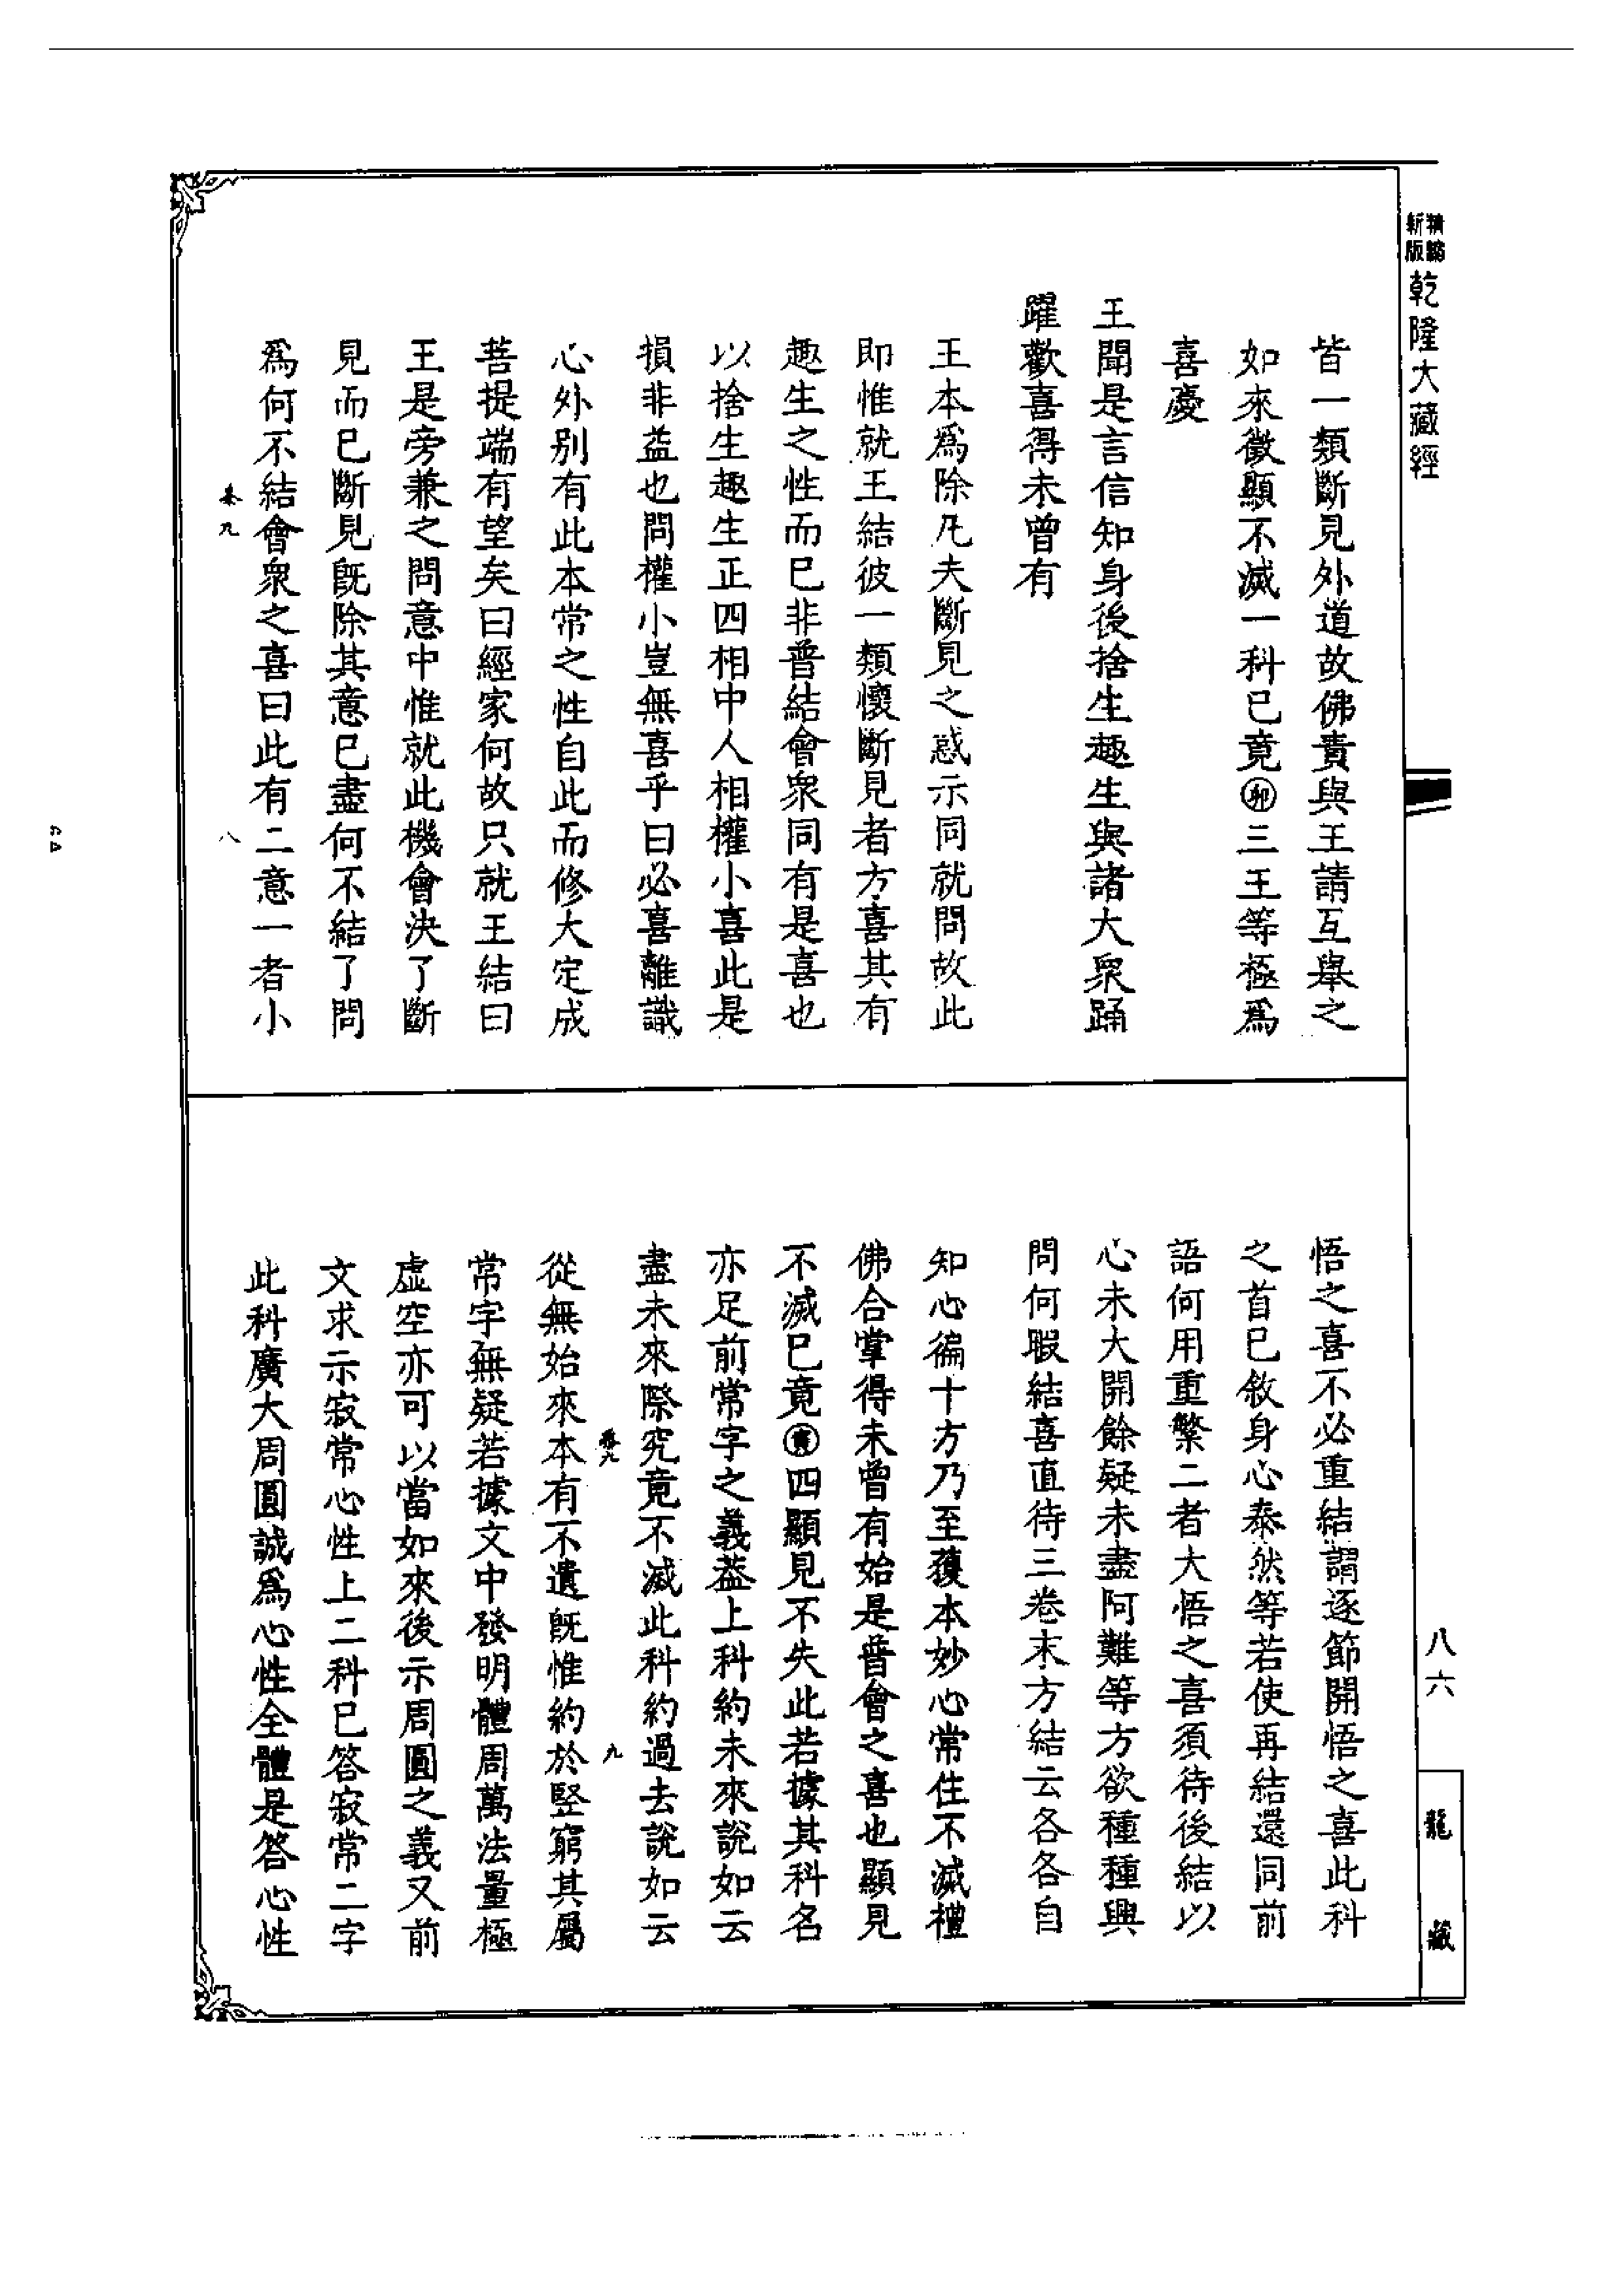 精縮新版
乾隆大藏經
皆一類斷見外道故佛責與王請互舉之
如來徵顯不滅一科已竟卯三王等極爲
喜慶
王聞是言信知身後捨生趣生與諸大衆踊
躍歡喜得未曾有
王本爲除凡夫斷見之惑示同就問故此
即惟就王結彼一類懷斷見者方喜其有
趣生之性而已非普結會衆同有是喜也
以捨生趣生正四相中人相權小喜此是
損非益也問權小豈無喜乎曰必喜離識
心外別有此本常之性自此而修大定成
菩提端有望矣曰經家何故只就王結曰
王是旁兼之問意中惟就此機會決了斷
見而已斷見既除其意已盡何不結了問
爲何不結會衆之喜曰此有二意一者小
八
悟之喜不必重結謂逐節開悟之喜此科
之首已敘身心泰然等若使再結還同前
語何用重繁二者大悟之喜須待後結以
心未大開餘疑未盡阿難等方欲種種興
問何暇結喜直待三卷末方結云各各自
知心徧十方乃至獲本妙心常住不滅禮
佛合掌得未曾有始是普會之喜也顯見
不滅已竟寅四顯見不失此若據其科名
亦足前常字之義葢上科約未來說如云
盡未來際究竟不滅此科約過去說如云
九
從無始來本有不遺既惟約於竪窮其屬
常字無疑若據文中發明體周萬法量極
虛空亦可以當如來後示周圓之義又前
文求示寂常心性上二科已答寂常二字
此科廣大周圓誠爲心性全體是答心性
八六
龍藏